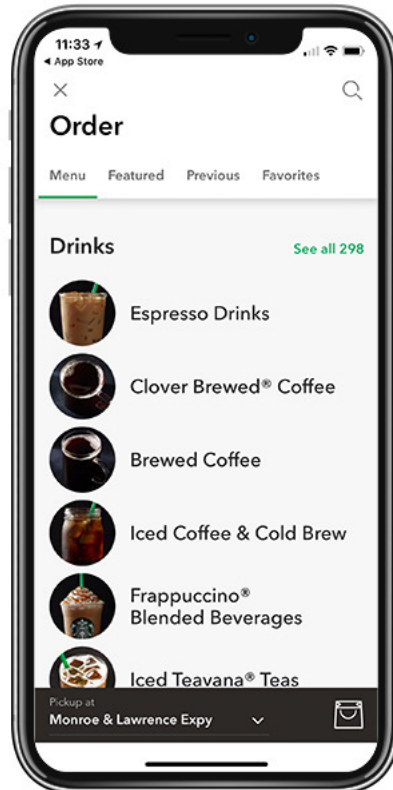 11:33
App Store
Order
Menu Featured Previous Favorites
Drinks See all 298
Espresso Drinks
Clover Brewed® Coffee
Brewed Coffee
Iced Coffee & Cold Brew
Frappuccino®
Blended Beverages
Iced Teavana® Teas
Pickup at
Monroe & Lawrence Expy